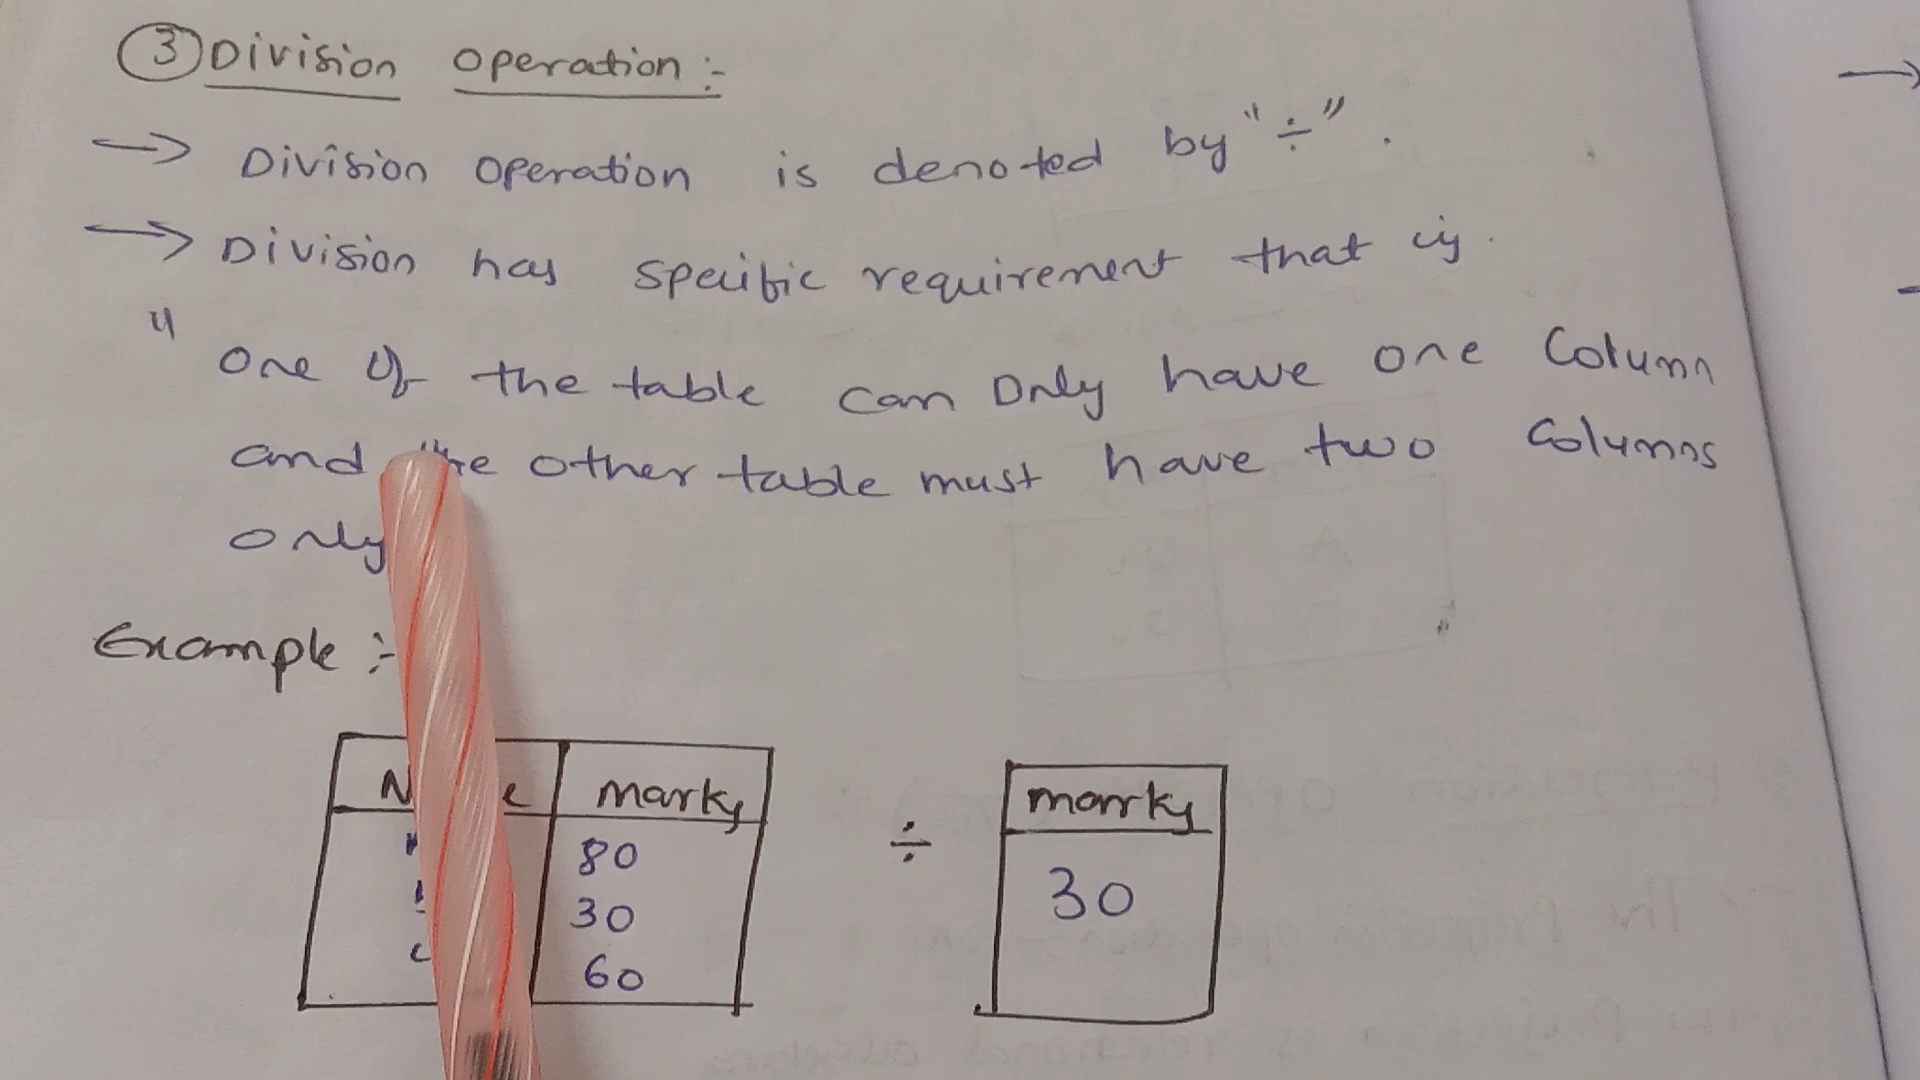 ③ Division Operation :-
→ Division Operation is denoted by "÷".
→ Division has specific requirement that is.
" One of the table can only have one Column
and the other table must have two Columns
only
Example :-
marks ÷ marks
80 30
30
60